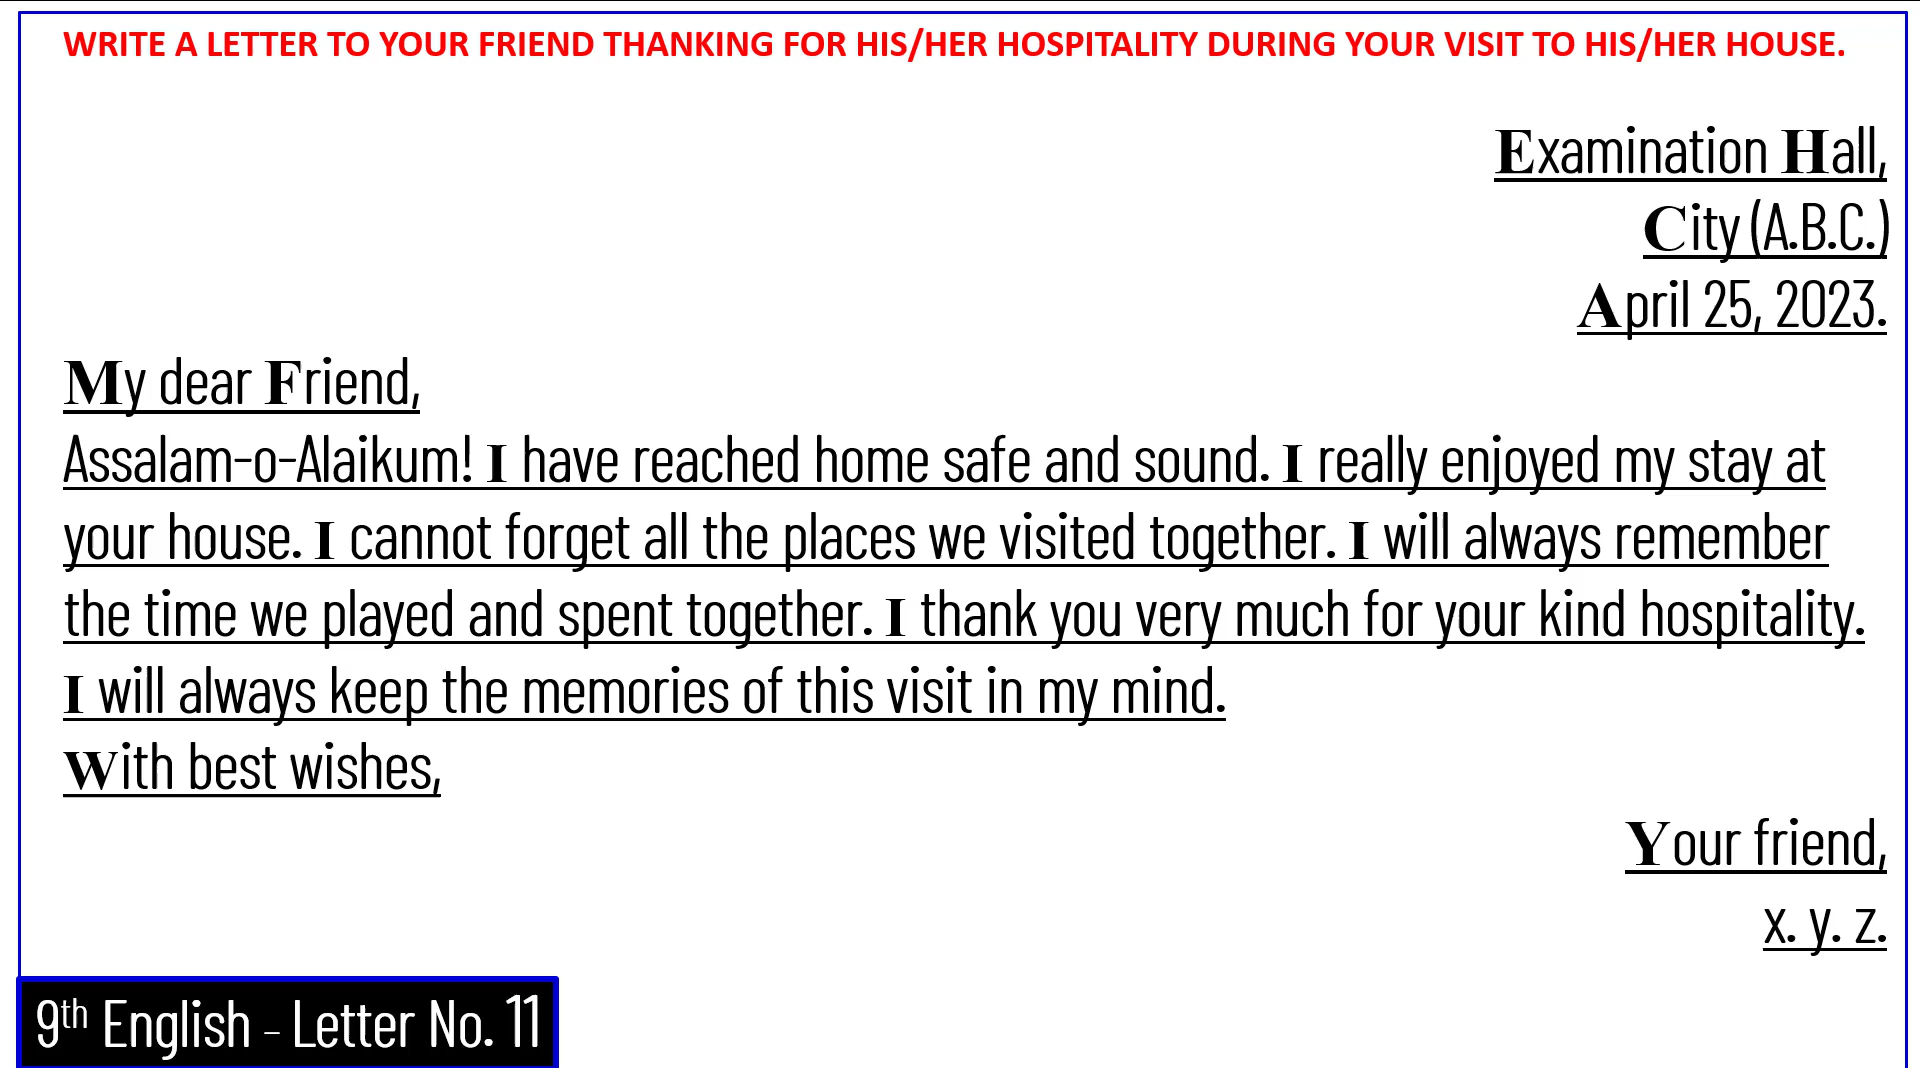 WRITE A LETTER TO YOUR FRIEND THANKING FOR HIS/HER HOSPITALITY DURING YOUR VISIT TO HIS/HER HOUSE.
Examination Hall,
City (A.B.C.)
April 25, 2023.
My dear Friend,
Assalam-o-Alaikum! I have reached home safe and sound. I really enjoyed my stay at
your house. I cannot forget all the places we visited together. I will always remember
the time we played and spent together. I thank you very much for your kind hospitality.
I will always keep the memories of this visit in my mind.
With best wishes,
Your friend,
x. y. z.
9th English – Letter No. 11